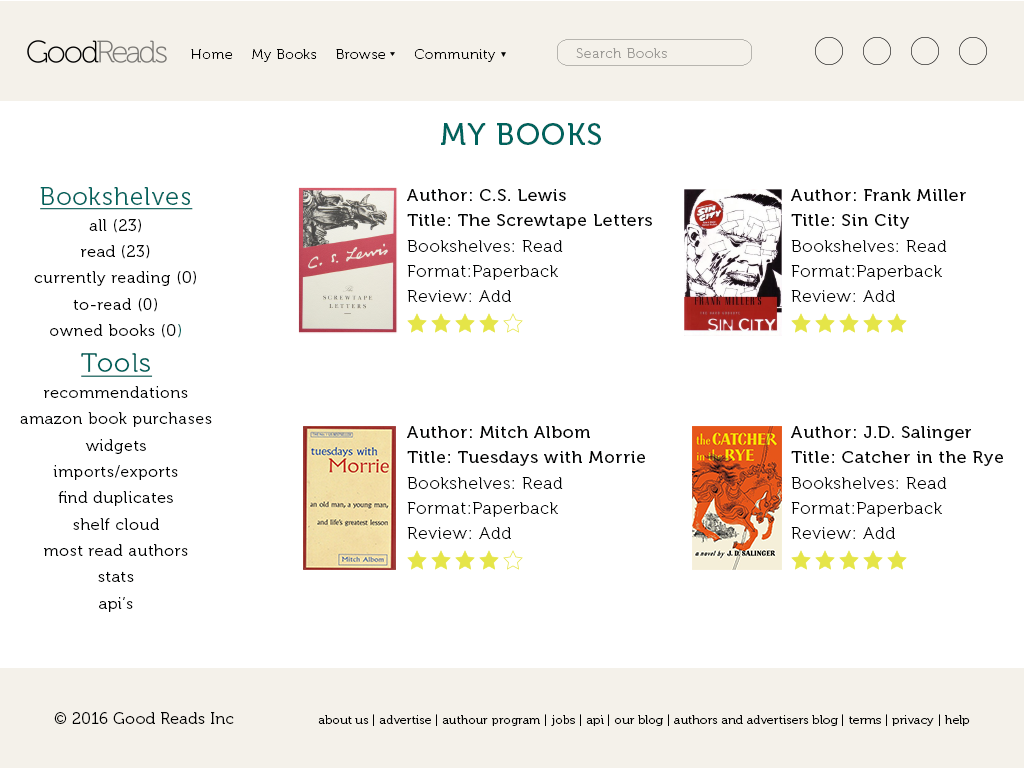 GoodReads
Home
My Books
Browse ▾
Community ▾
Search Books
MY BOOKS
Bookshelves
all (23)
read (23)
currently reading (0)
to-read (0)
owned books (0)
Tools
recommendations
amazon book purchases
widgets
imports/exports
find duplicates
shelf cloud
most read authors
stats
api's
C. S. Lewis
SCREWTAPE
LETTERS
Author: C.S. Lewis
Title: The Screwtape Letters
Bookshelves: Read
Format:Paperback
Review: Add
SIN
CITY
FRANK MILLER'S
SIN CITY
Author: Frank Miller
Title: Sin City
Bookshelves: Read
Format:Paperback
Review: Add
tuesdays with
Morrie
an old man, a young man,
and life's greatest lesson
Mitch Albom
Author: Mitch Albom
Title: Tuesdays with Morrie
Bookshelves: Read
Format:Paperback
Review: Add
the CATCHER
in the RYE
a novel by J. D. SALINGER
Author: J.D. Salinger
Title: Catcher in the Rye
Bookshelves: Read
Format:Paperback
Review: Add
© 2016 Good Reads Inc
about us | advertise | authour program | jobs | api | our blog | authors and advertisers blog | terms | privacy | help